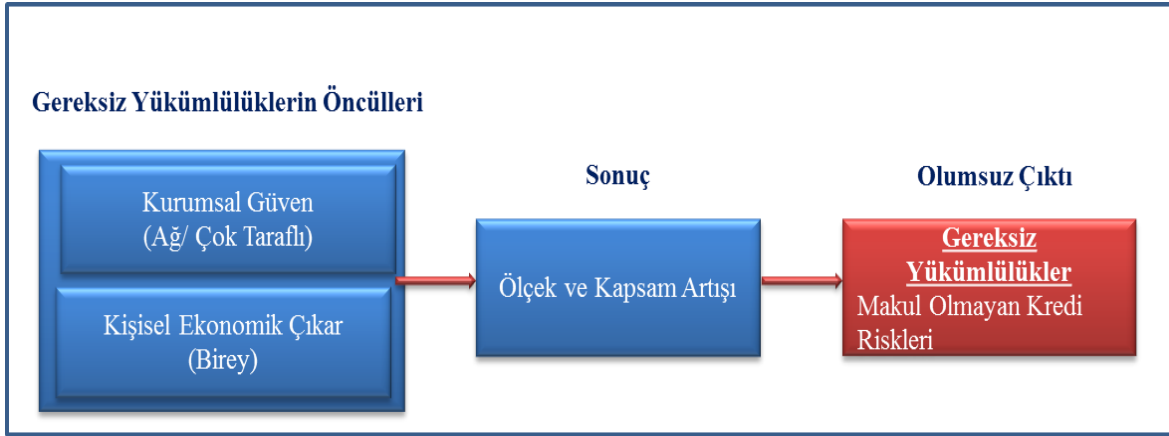 Gereksiz Yükümlülüklerin Öncülleri
Kurumsal Güven
(Ağ/ Çok Taraflı)
Kişisel Ekonomik Çıkar
(Birey)
Sonuç
Ölçek ve Kapsam Artışı
Olumsuz Çıktı
Gereksiz
Yükümlülükler
Makul Olmayan Kredi
Riskleri